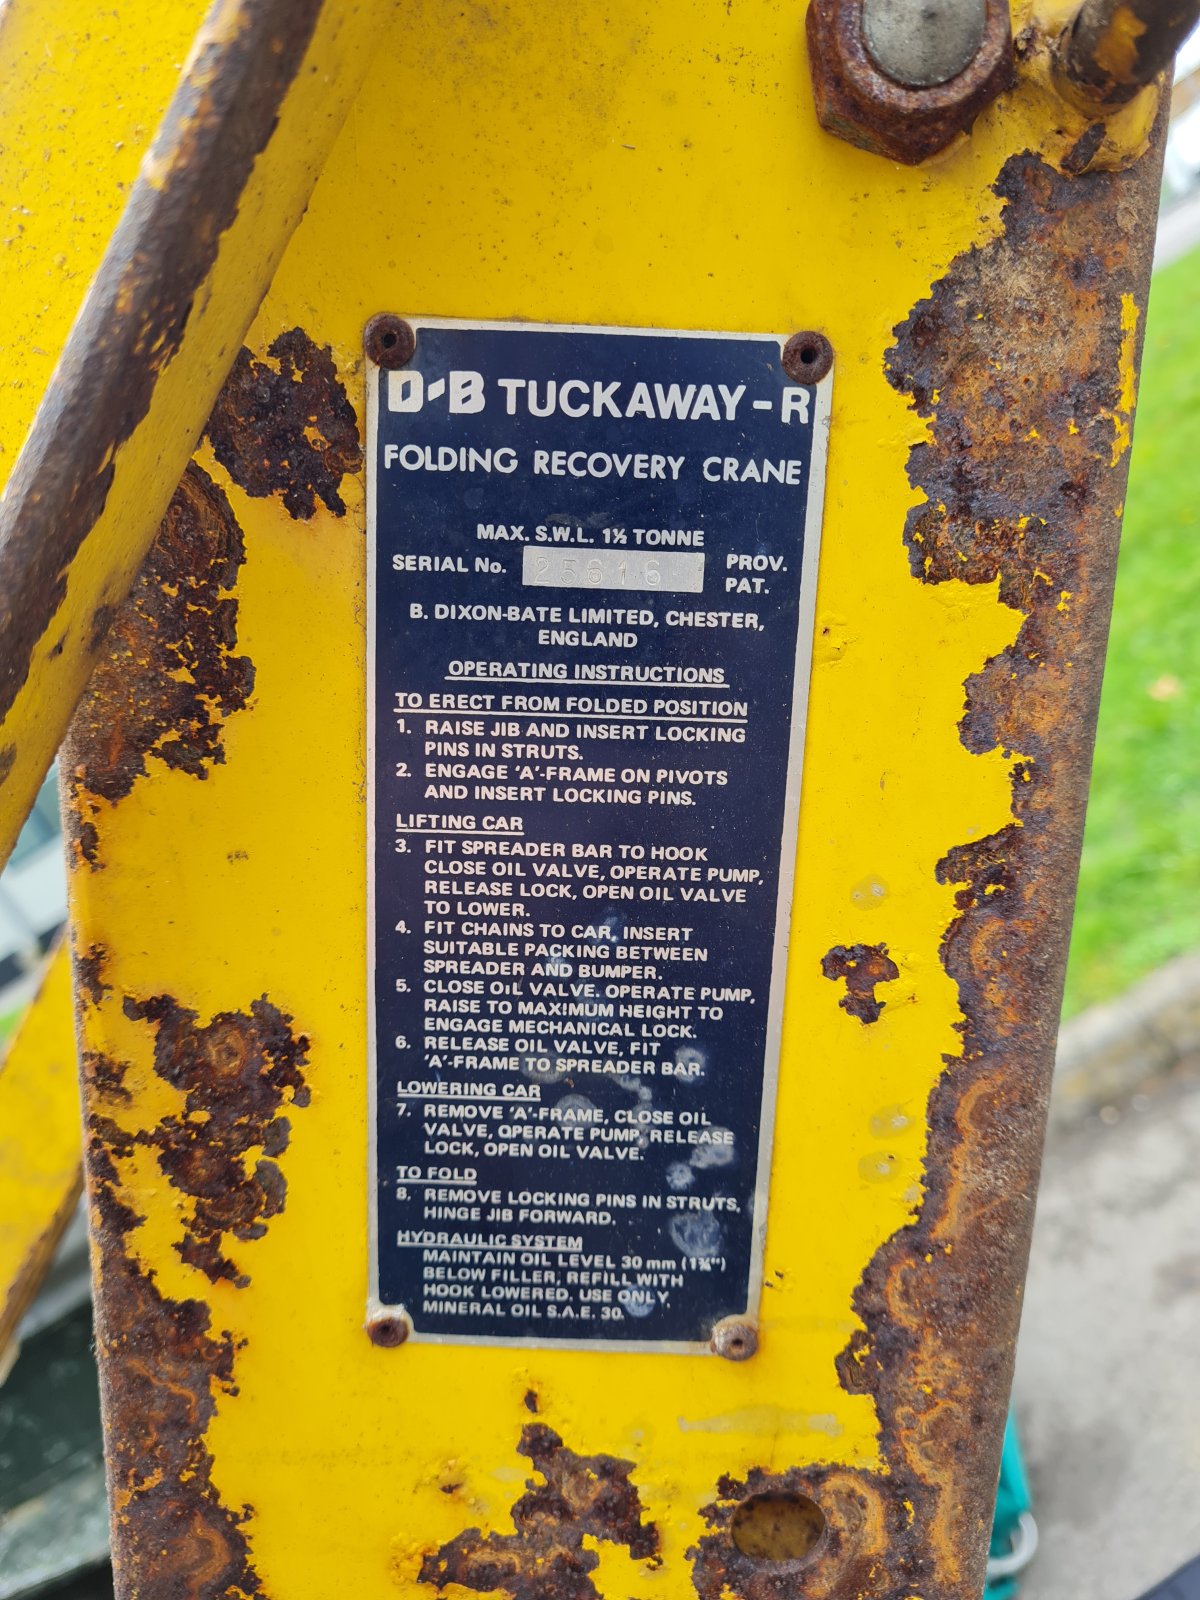 D-B TUCKAWAY-R
FOLDING RECOVERY CRANE
MAX. S.W.L. 1½ TONNE
SERIAL No. 25616 PROV. PAT.
B. DIXON-BATE LIMITED, CHESTER,
ENGLAND
OPERATING INSTRUCTIONS
TO ERECT FROM FOLDED POSITION
1. RAISE JIB AND INSERT LOCKING
PINS IN STRUTS.
2. ENGAGE 'A'-FRAME ON PIVOTS
AND INSERT LOCKING PINS.
LIFTING CAR
3. FIT SPREADER BAR TO HOOK
CLOSE OIL VALVE, OPERATE PUMP,
RELEASE LOCK, OPEN OIL VALVE
TO LOWER.
4. FIT CHAINS TO CAR, INSERT
SUITABLE PACKING BETWEEN
SPREADER AND BUMPER.
5. CLOSE OIL VALVE. OPERATE PUMP,
RAISE TO MAXIMUM HEIGHT TO
ENGAGE MECHANICAL LOCK.
6. RELEASE OIL VALVE, FIT
'A'-FRAME TO SPREADER BAR.
LOWERING CAR
7. REMOVE 'A'-FRAME, CLOSE OIL
VALVE, OPERATE PUMP, RELEASE
LOCK, OPEN OIL VALVE.
TO FOLD
8. REMOVE LOCKING PINS IN STRUTS,
HINGE JIB FORWARD.
HYDRAULIC SYSTEM
MAINTAIN OIL LEVEL 30 mm (1¼")
BELOW FILLER, REFILL WITH
HOOK LOWERED. USE ONLY
MINERAL OIL S.A.E. 30.